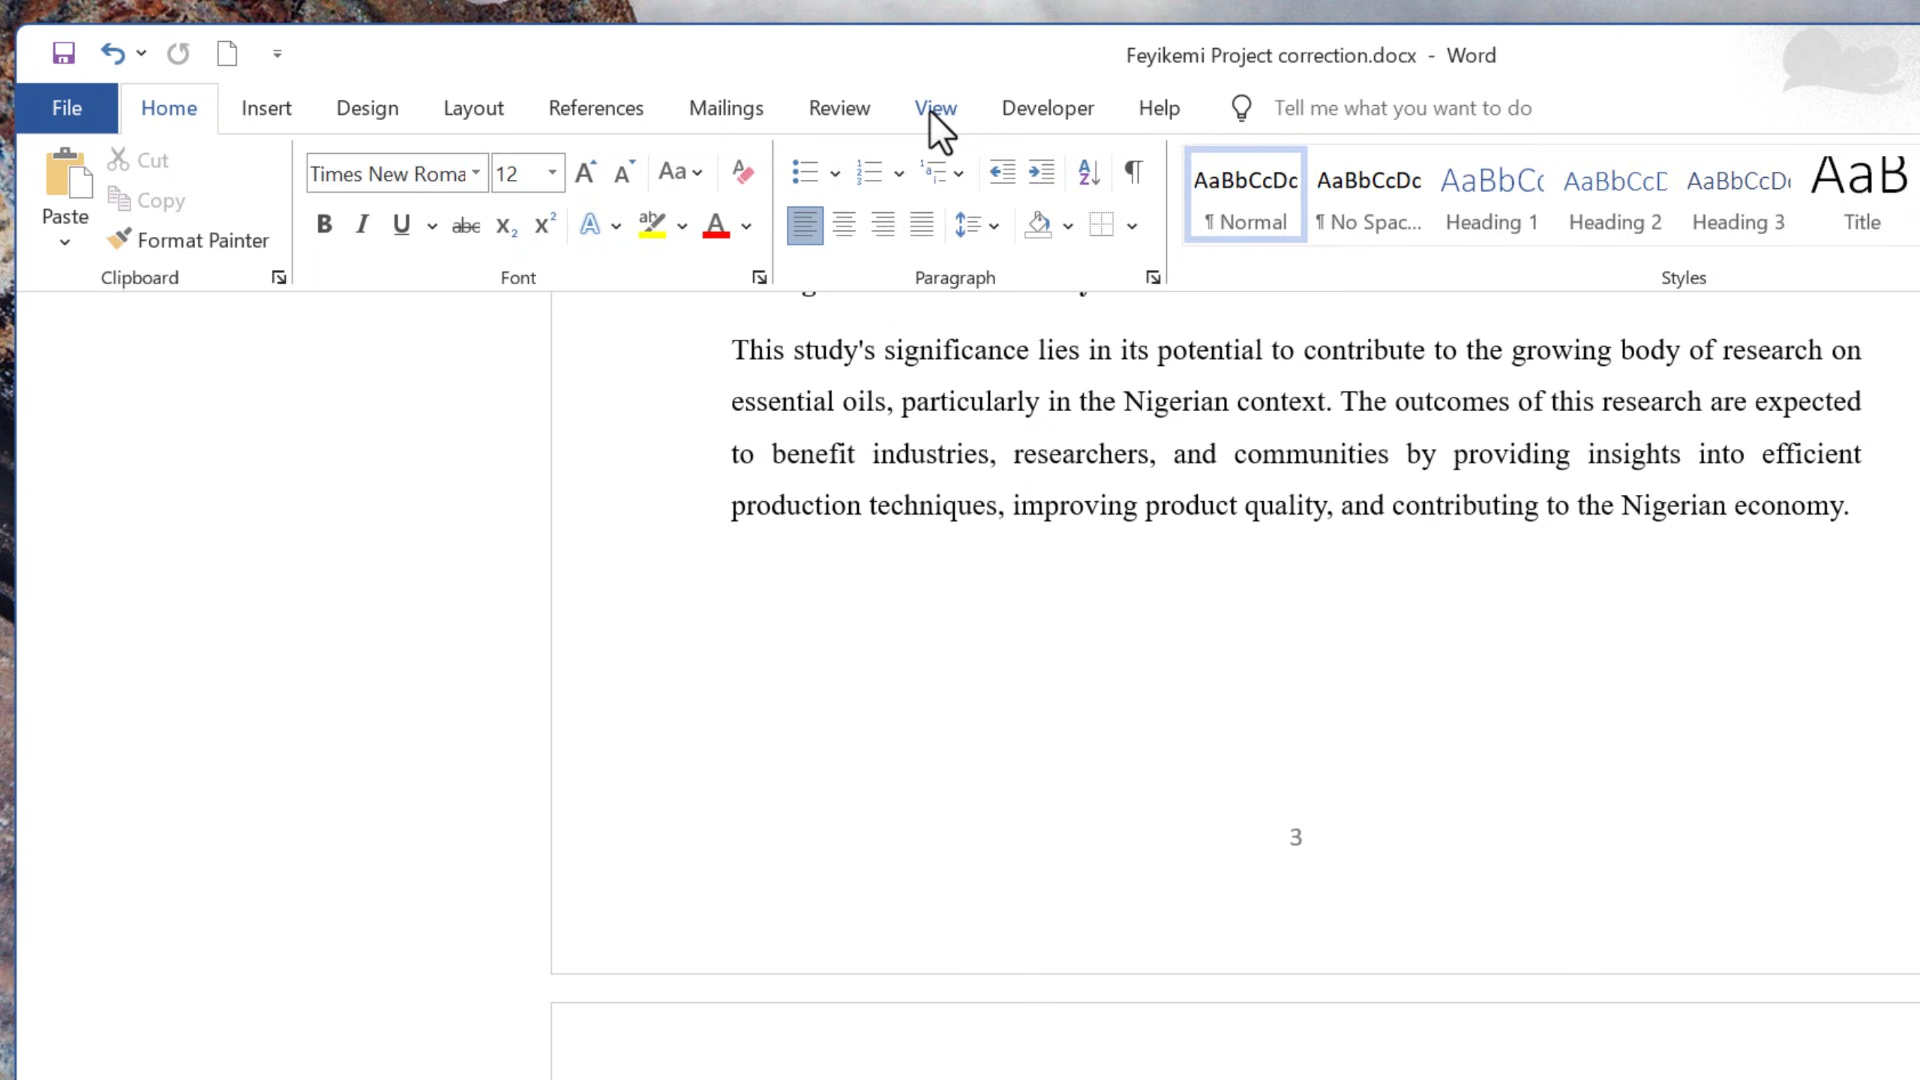 Feyikemi Project correction.docx - Word
File Home Insert Design Layout References Mailings Review View Developer Help Tell me what you want to do
Paste
Cut
Copy
Format Painter
Clipboard
Times New Roma 12
Font
Paragraph
AaBbCcDc AaBbCcDc AaBbCc AaBbCcD AaBbCcDc AaB
¶ Normal ¶ No Spac... Heading 1 Heading 2 Heading 3 Title
Styles
This study's significance lies in its potential to contribute to the growing body of research on
essential oils, particularly in the Nigerian context. The outcomes of this research are expected
to benefit industries, researchers, and communities by providing insights into efficient
production techniques, improving product quality, and contributing to the Nigerian economy.
3